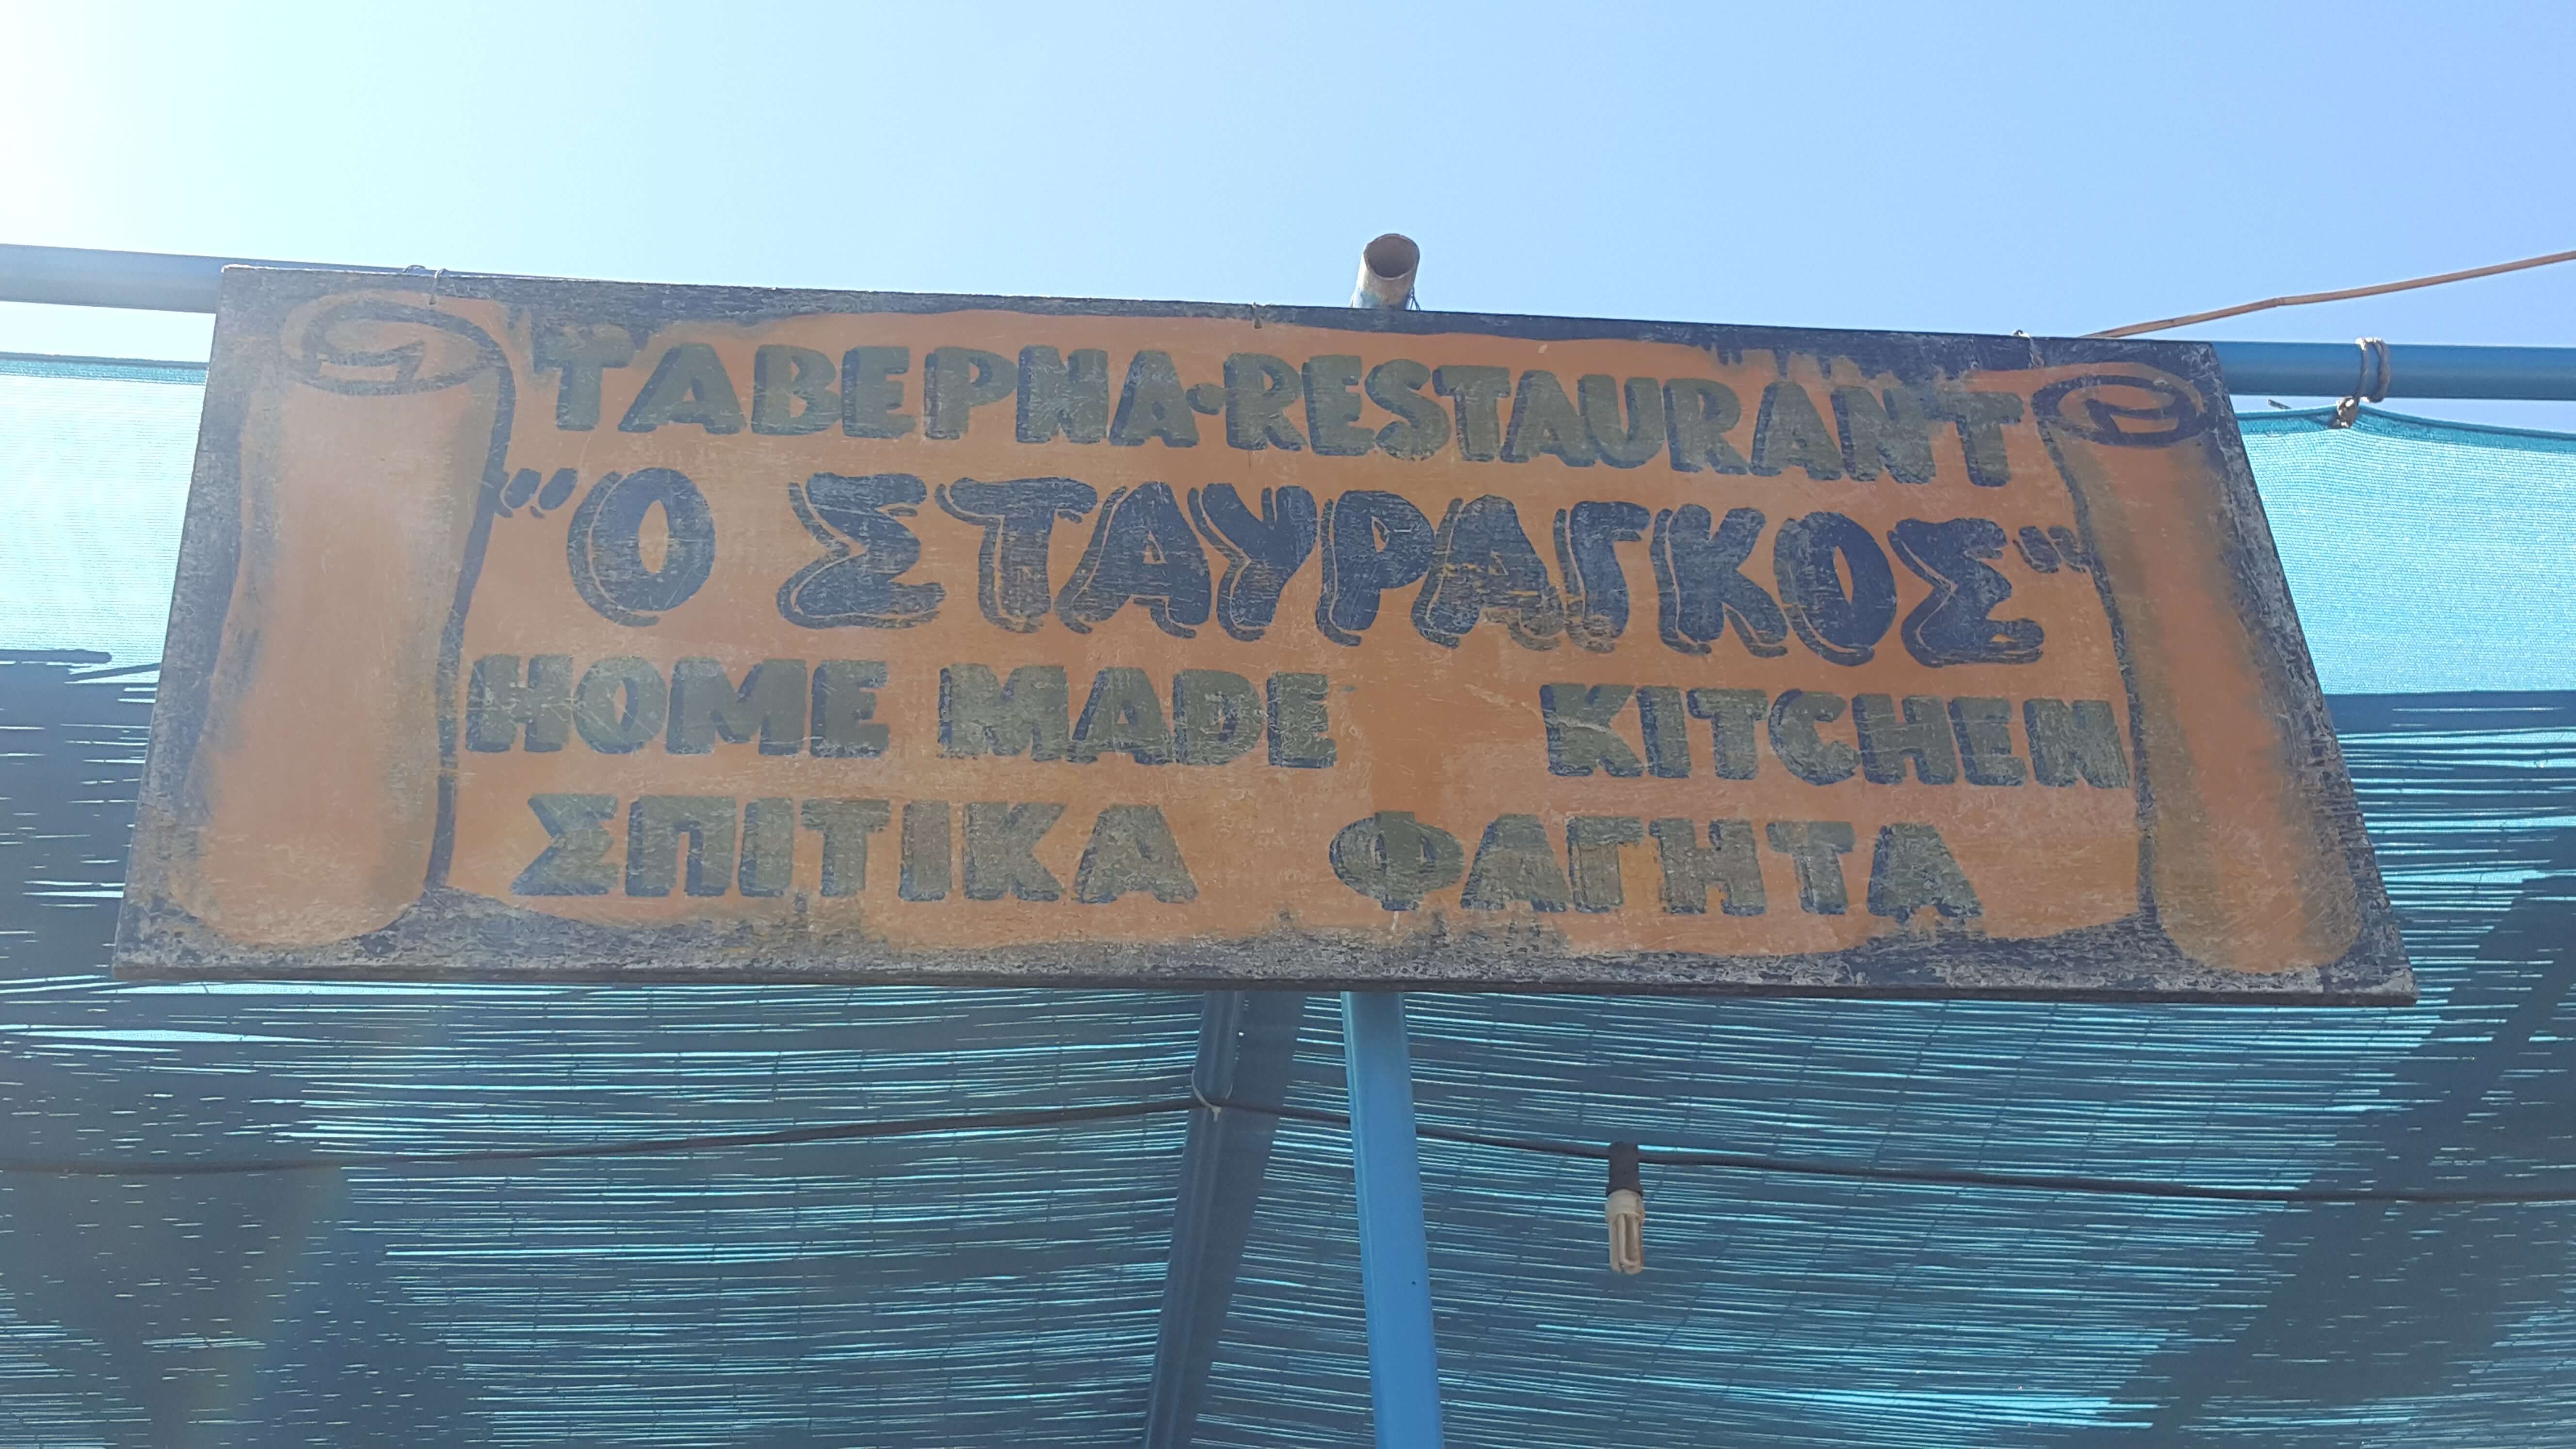 ΤΑΒΕΡΝΑ·RESTAURANT
"Ο ΣΤΑΥΡΑΓΚΟΣ"
HOME MADE KITCHEN
ΣΠΙΤΙΚΑ ΦΑΓΗΤΑ